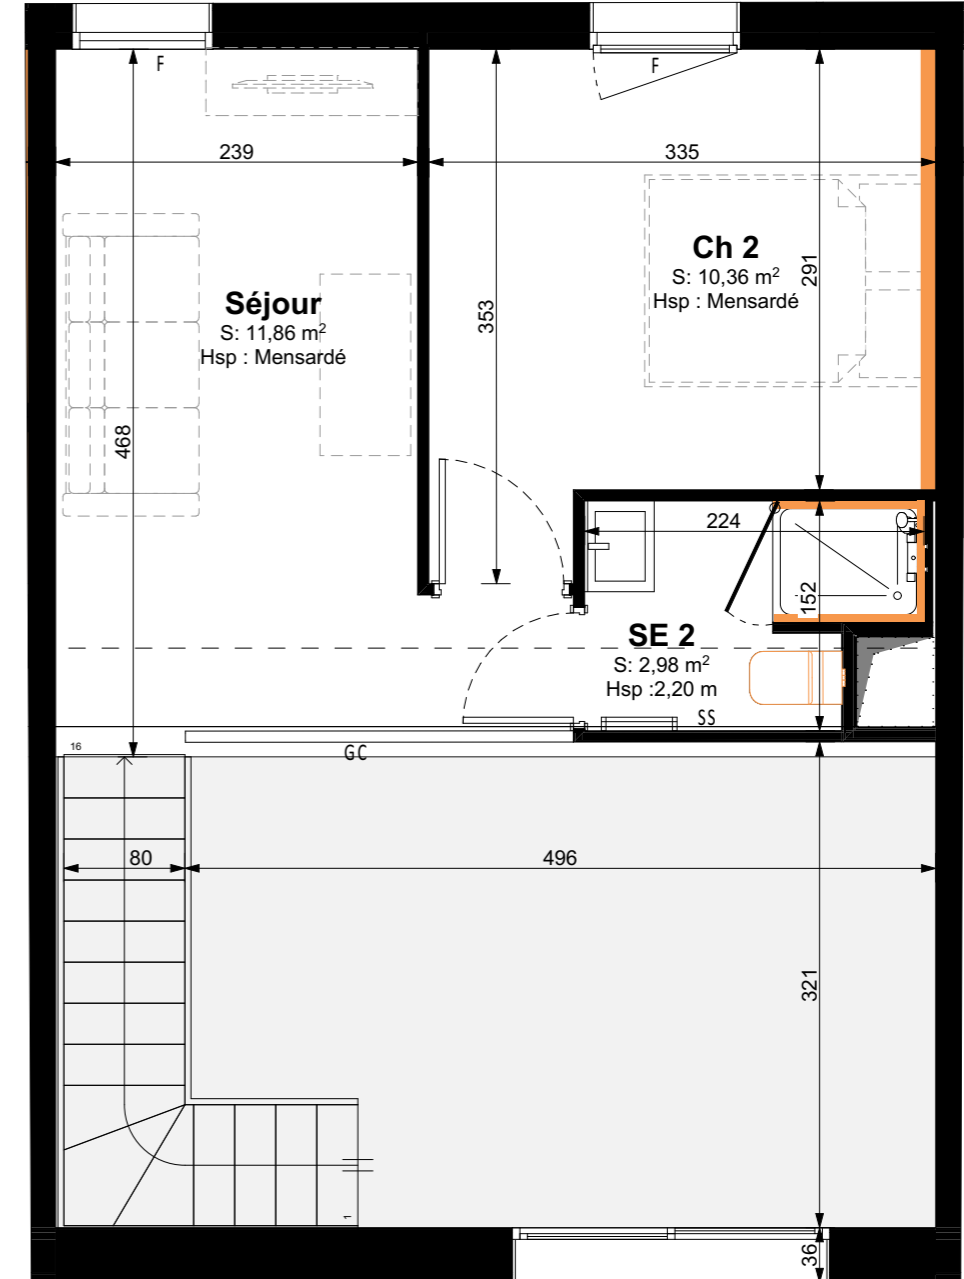 F
F
239
335
Ch 2
S: 10,36 m²
Hsp : Mensardé
291
Séjour
S: 11,86 m²
Hsp : Mensardé
353
468
224
152
SE 2
S: 2,98 m²
Hsp :2,20 m
SS
16
GC
80
496
321
1
36